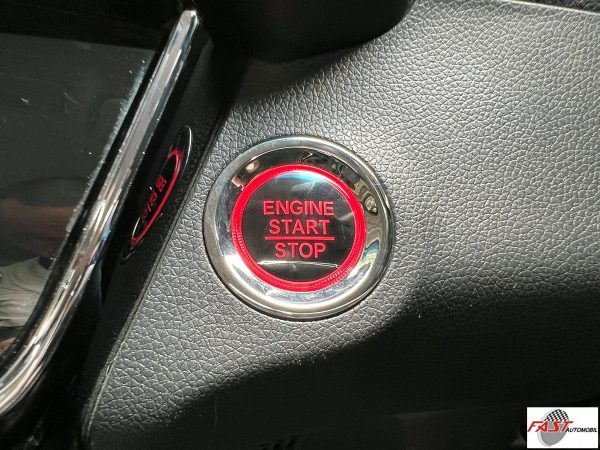 ENGINE
START
STOP
FAST
AUTOMOBIL